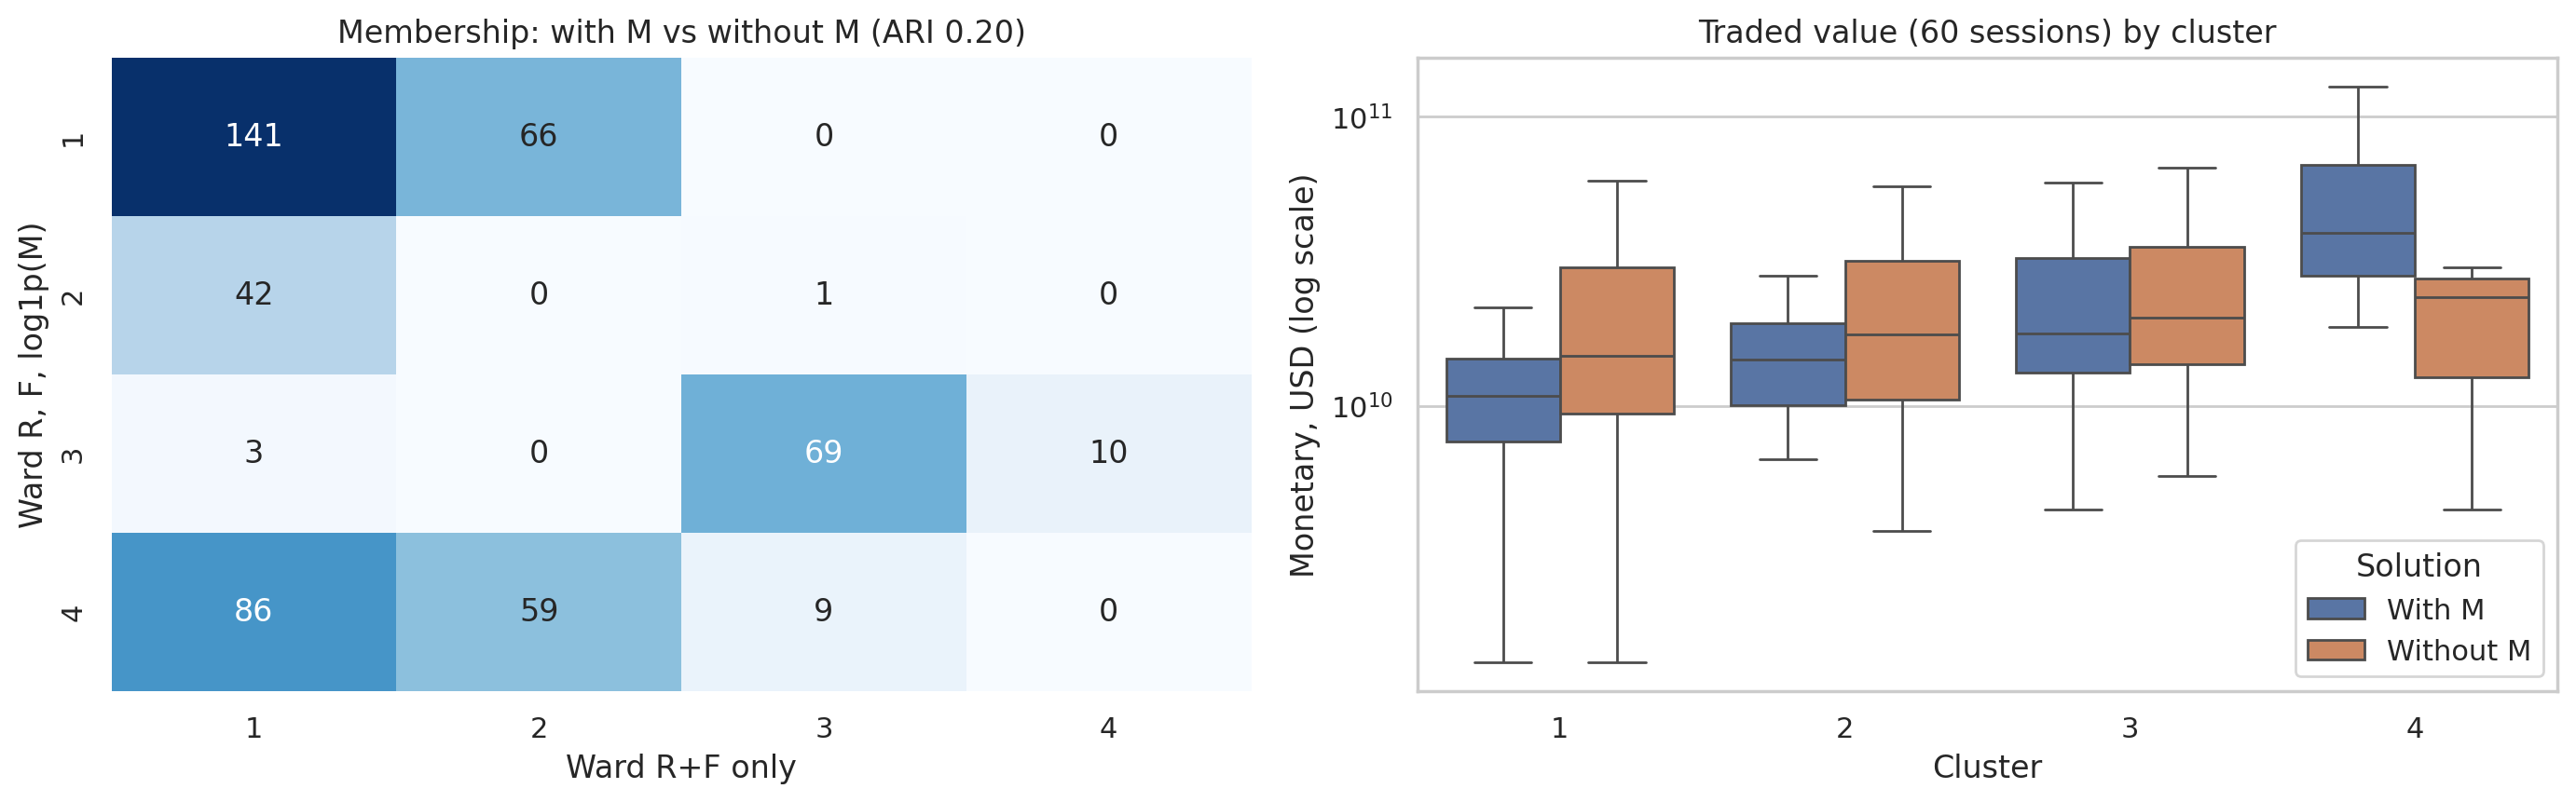 Membership: with M vs without M (ARI 0.20)
Ward R, F, log1p(M)
1
141 66 0 0
2
42 0 1 0
3
3 0 69 10
4
86 59 9 0
1 2 3 4
Ward R+F only
Traded value (60 sessions) by cluster
Monetary, USD (log scale)
10¹¹
10¹⁰
Solution
With M
Without M
1 2 3 4
Cluster